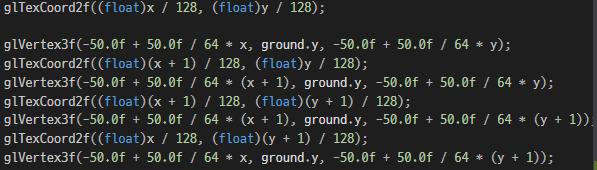 glTexCoord2f((float)x / 128, (float)y / 128);
glVertex3f(-50.0f + 50.0f / 64 * x, ground.y, -50.0f + 50.0f / 64 * y);
glTexCoord2f((float)(x + 1) / 128, (float)y / 128);
glVertex3f(-50.0f + 50.0f / 64 * (x + 1), ground.y, -50.0f + 50.0f / 64 * y);
glTexCoord2f((float)(x + 1) / 128, (float)(y + 1) / 128);
glVertex3f(-50.0f + 50.0f / 64 * (x + 1), ground.y, -50.0f + 50.0f / 64 * (y + 1));
glTexCoord2f((float)x / 128, (float)(y + 1) / 128);
glVertex3f(-50.0f + 50.0f / 64 * x, ground.y, -50.0f + 50.0f / 64 * (y + 1));